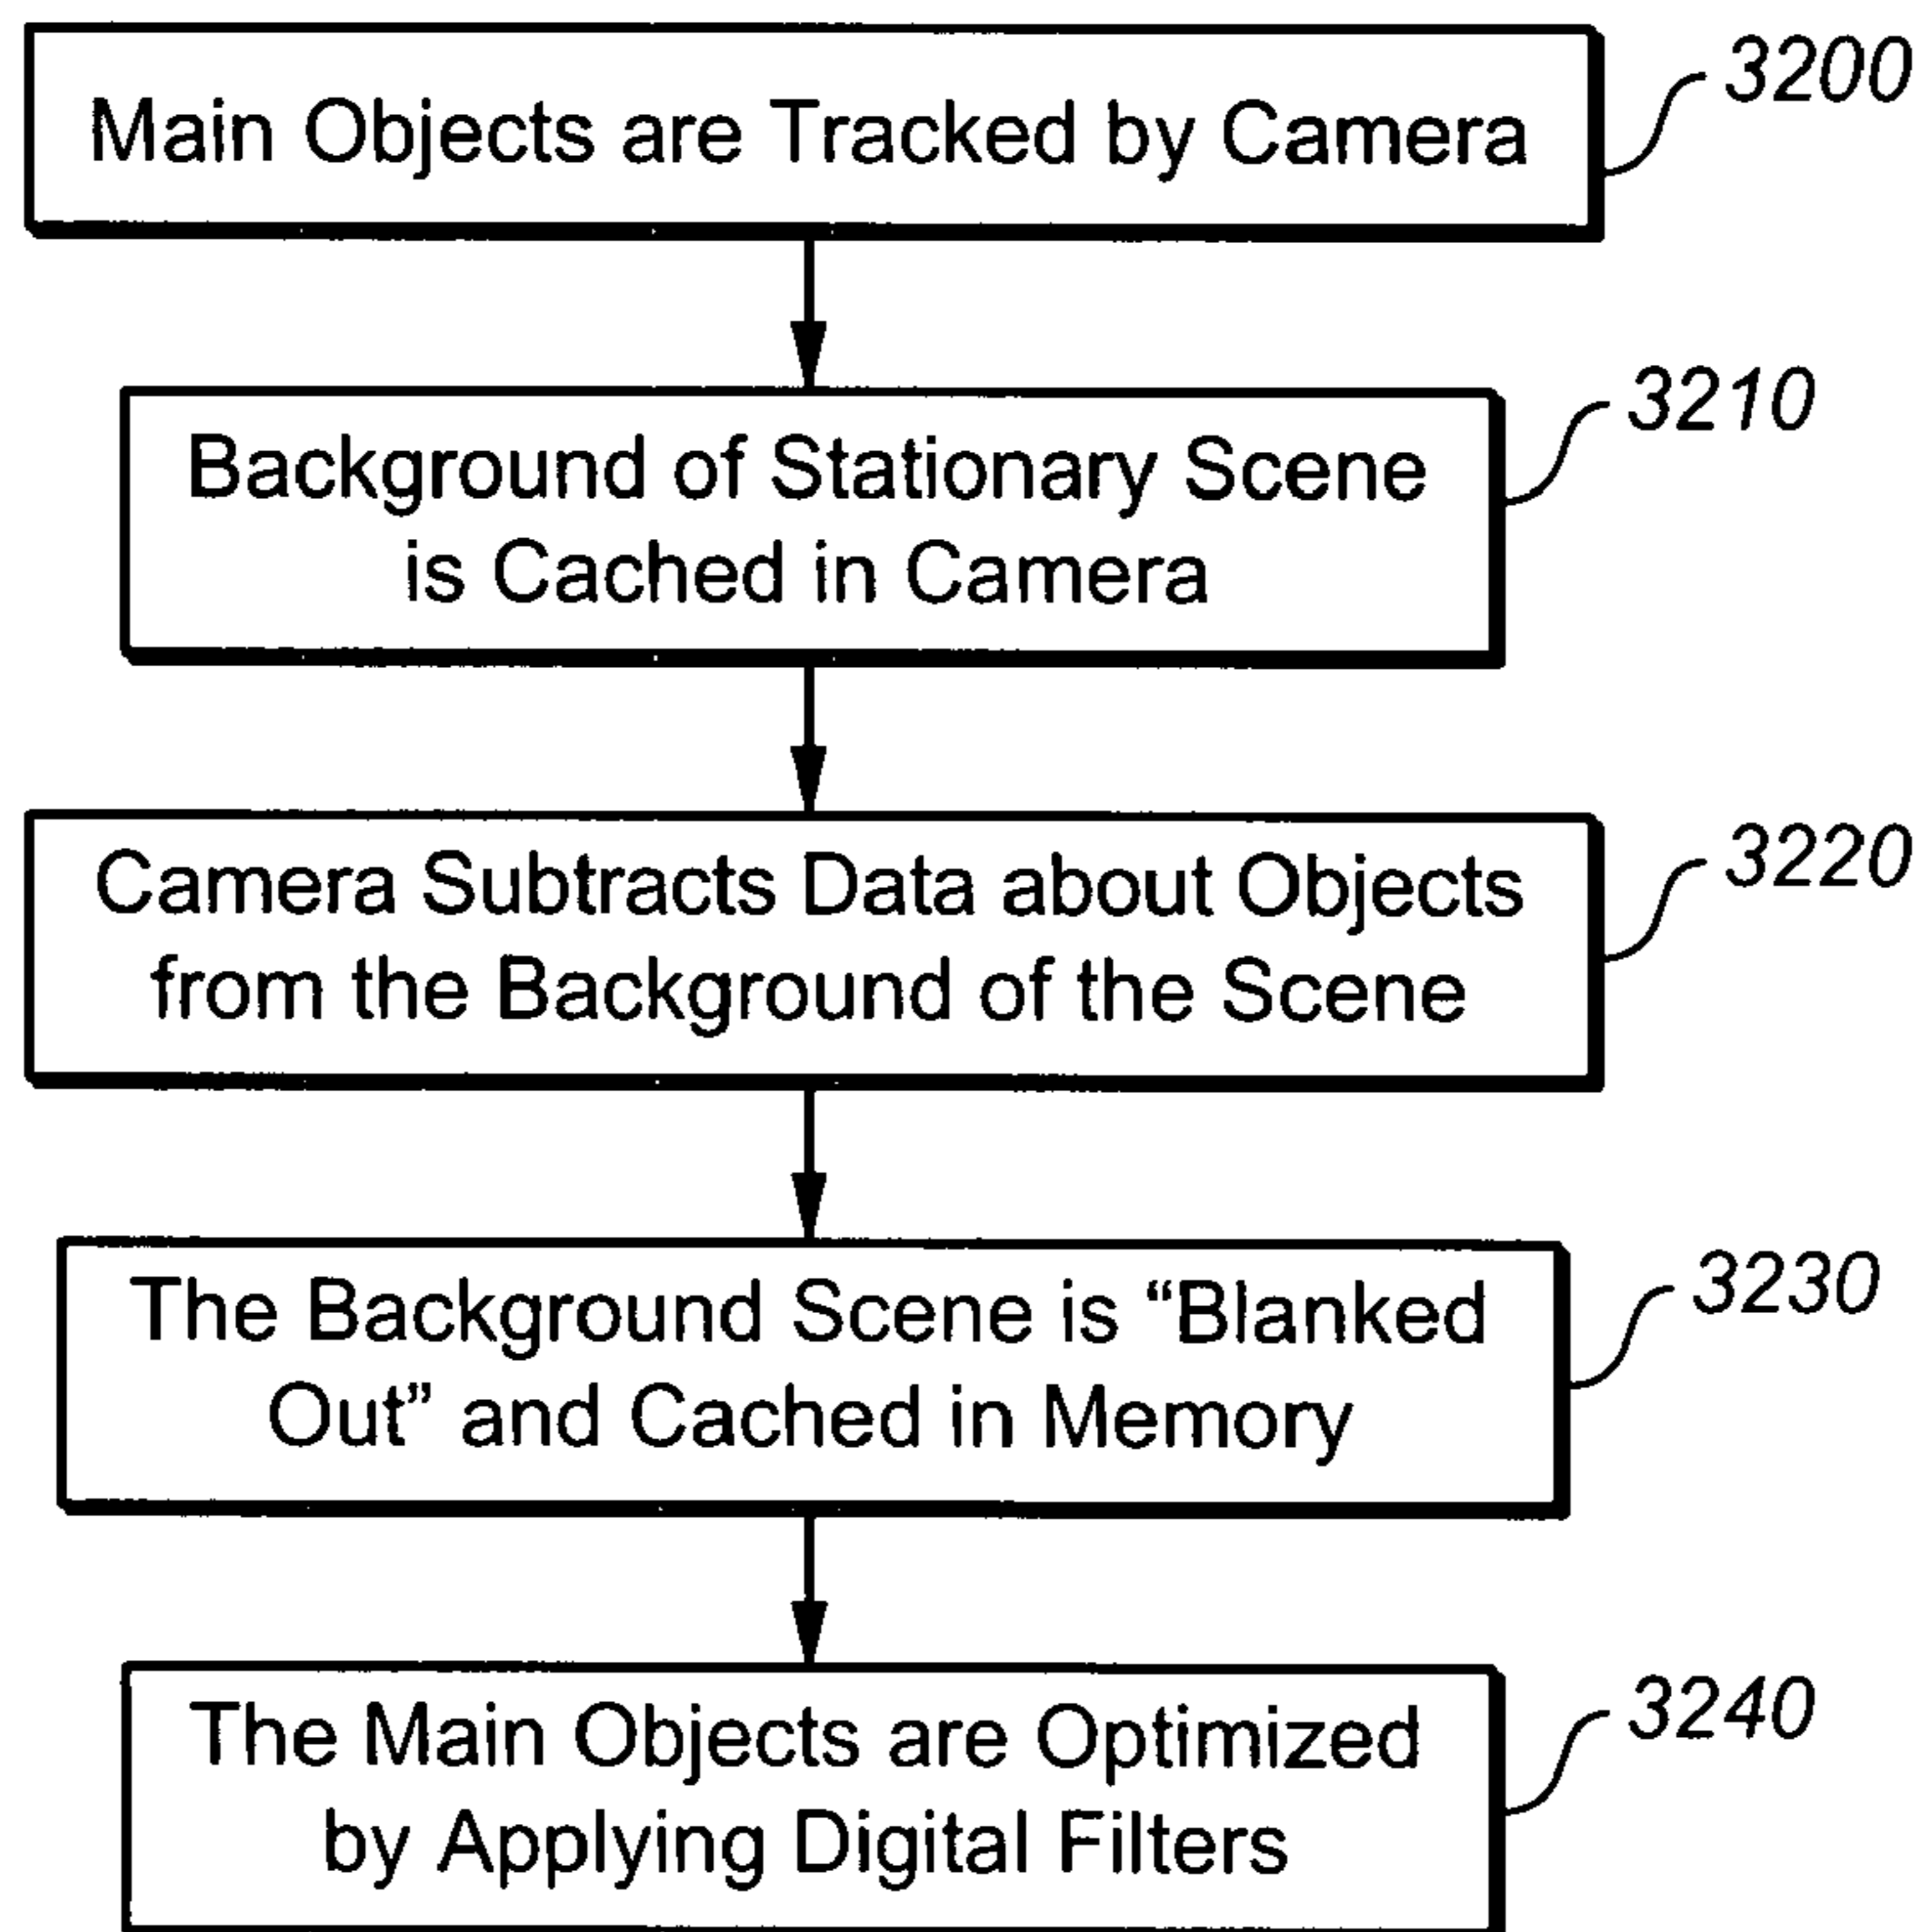 Main Objects are Tracked by Camera
3200
Background of Stationary Scene
is Cached in Camera
3210
Camera Subtracts Data about Objects
from the Background of the Scene
3220
The Background Scene is “Blanked
Out” and Cached in Memory
3230
The Main Objects are Optimized
by Applying Digital Filters
3240